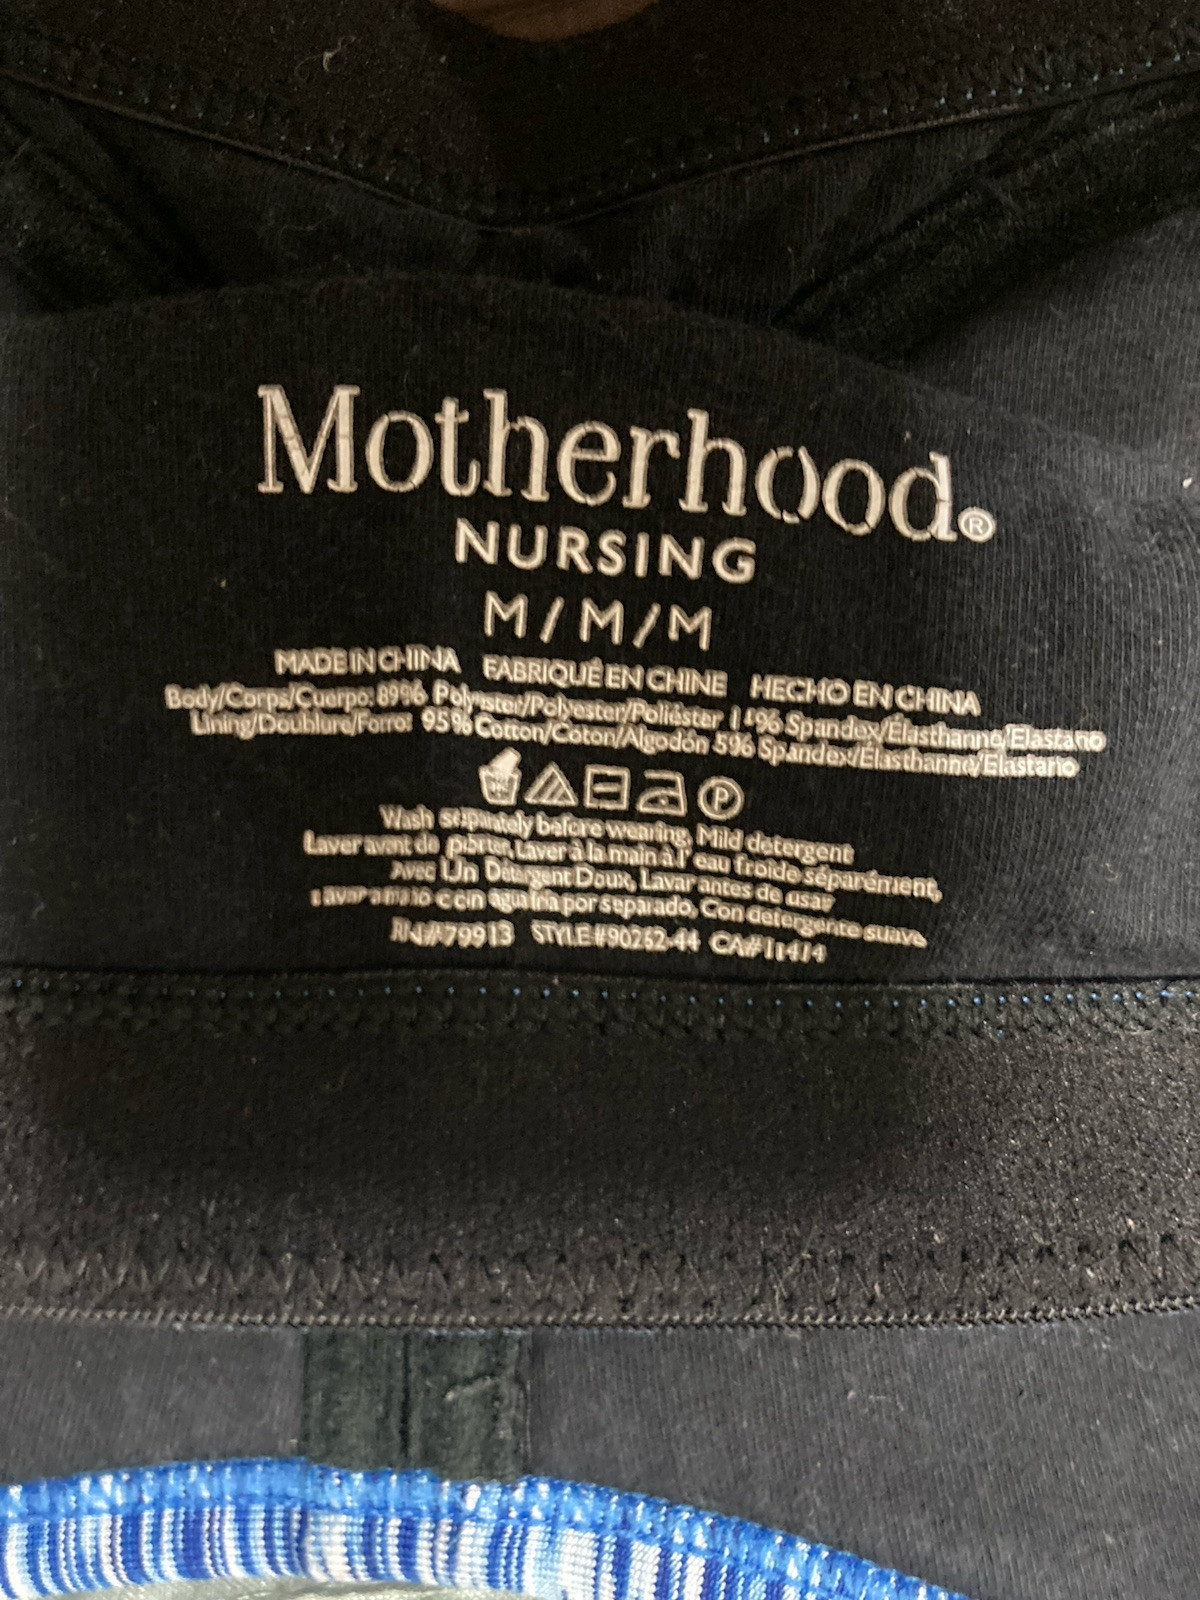 Motherhood®
NURSING
M/M/M
MADE IN CHINA FABRIQUÉ EN CHINE HECHO EN CHINA
Body/Corps/Cuerpo: 89% Polyester/Polyester/Poliéster 11% Spandex/Élasthanne/Elastano
Lining/Doublure/Forro: 95% Cotton/Coton/Algodón 5% Spandex/Élasthanne/Elastano
P
Wash separately before wearing, Mild detergent
Laver avant de porter, Laver à la main à l'eau froide séparément,
Avec Un Détergent Doux, Lavar antes de usar
Lavar a mano con agua fria por separado, Con detergente suave
RN#79913 STYLE#90252-44 CA#11414